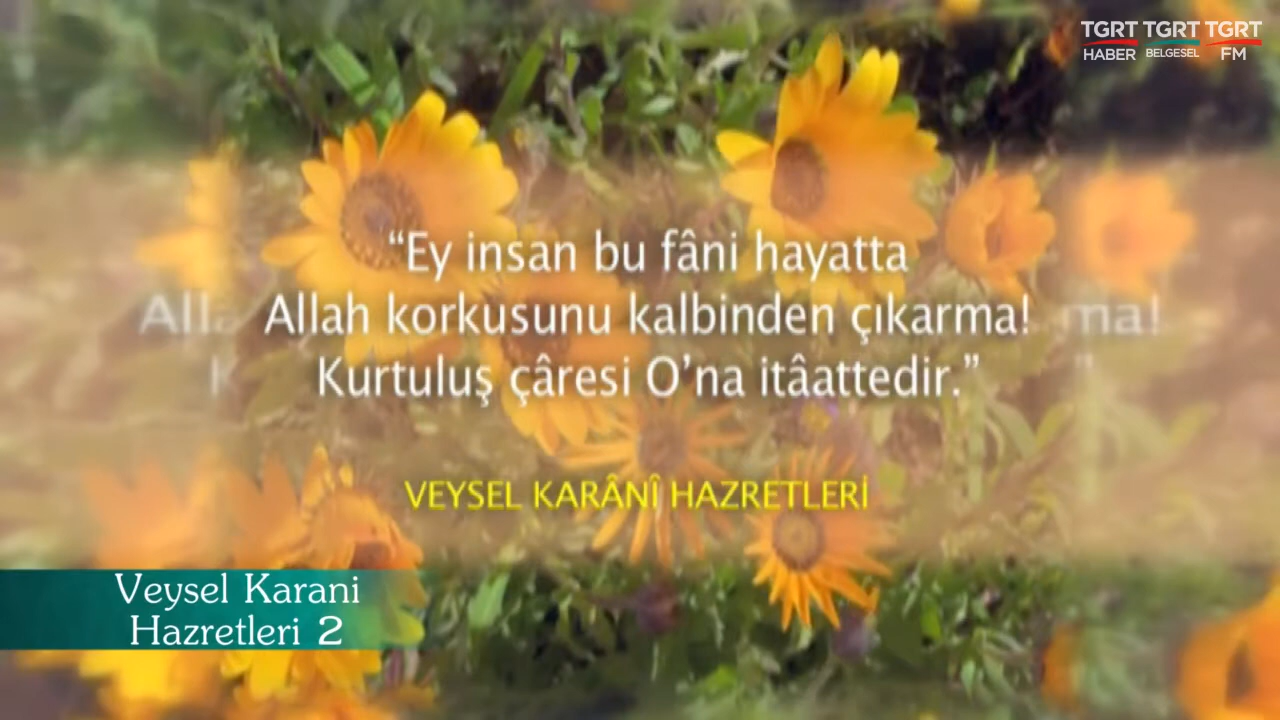 TGRT TGRT TGRT
HABER BELGESEL FM
“Ey insan bu fâni hayatta
Allah korkusunu kalbinden çıkarma!
Kurtuluş çâresi O’na itâattedir.”
VEYSEL KARÂNÎ HAZRETLERİ
Veysel Karani
Hazretleri 2